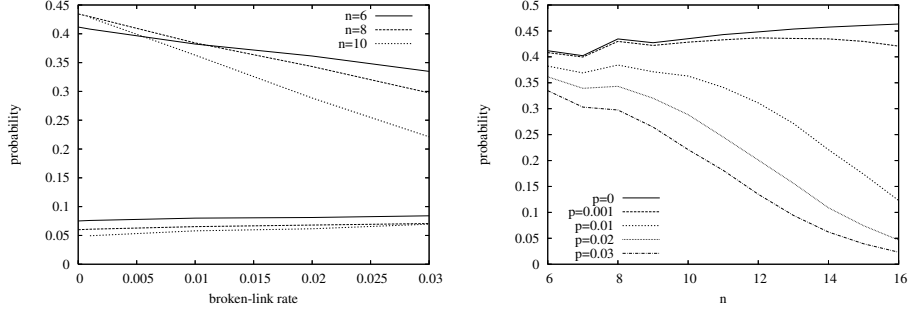 0.45
0.4
0.35
0.3
0.25
0.2
0.15
0.1
0.05
0
probability
n=6
n=8
n=10
0 0.005 0.01 0.015 0.02 0.025 0.03
broken-link rate
0.5
0.45
0.4
0.35
0.3
0.25
0.2
0.15
0.1
0.05
0
probability
p=0
p=0.001
p=0.01
p=0.02
p=0.03
6 8 10 12 14 16
n